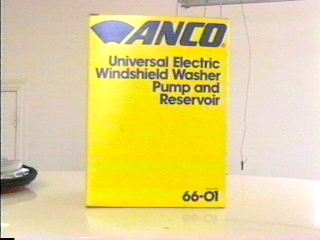 ANCO
Universal Electric
Windshield Washer
Pump and
Reservoir
66-01